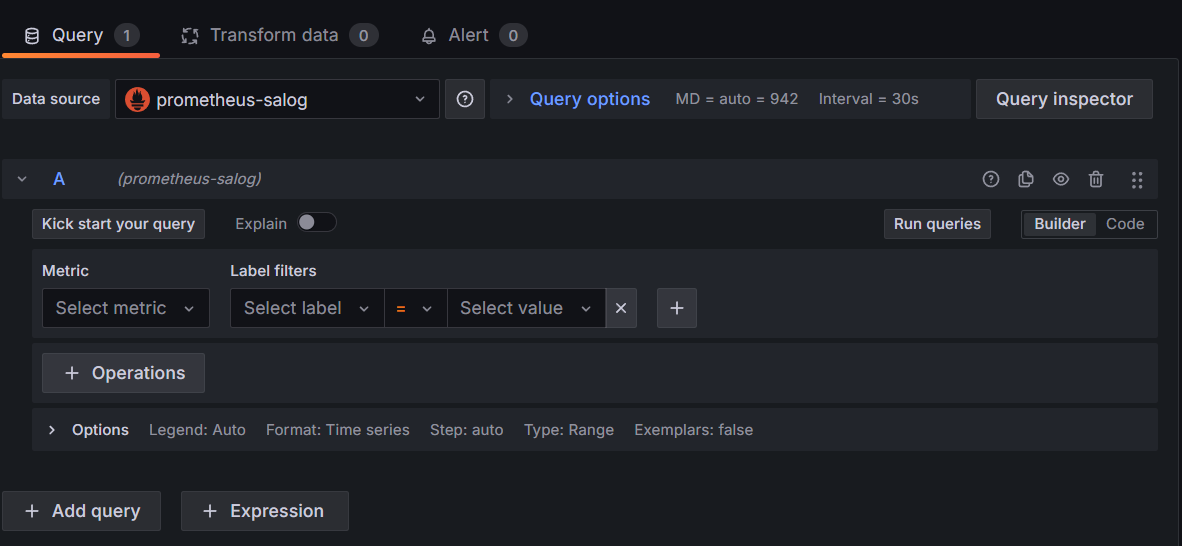 Query 1 Transform data 0 Alert 0
Data source prometheus-salog Query options MD = auto = 942 Interval = 30s Query inspector
A (prometheus-salog)
Kick start your query Explain Run queries Builder Code
Metric Label filters
Select metric Select label = Select value
+ Operations
Options Legend: Auto Format: Time series Step: auto Type: Range Exemplars: false
+ Add query + Expression